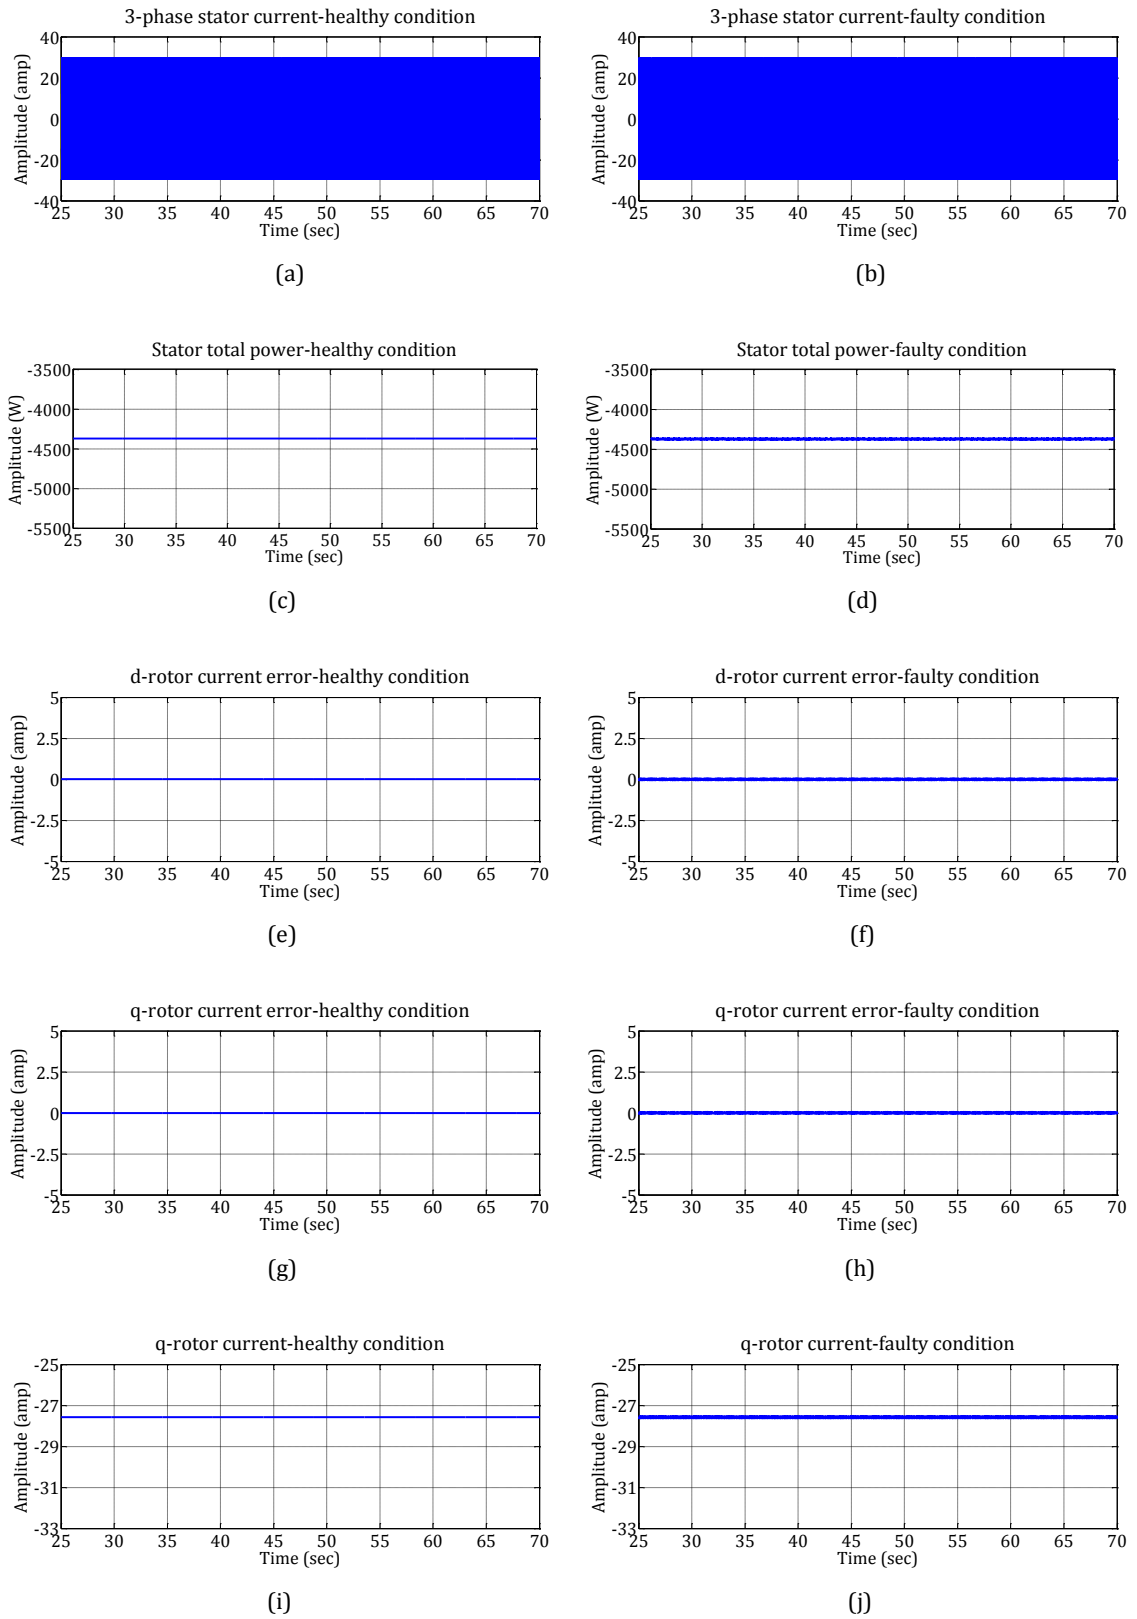 3-phase stator current-healthy condition
40
20
0
-20
-40
Amplitude (amp)
25 30 35 40 45 50 55 60 65 70
Time (sec)
(a)
3-phase stator current-faulty condition
40
20
0
-20
-40
Amplitude (amp)
25 30 35 40 45 50 55 60 65 70
Time (sec)
(b)
Stator total power-healthy condition
-3500
-4000
-4500
-5000
-5500
Amplitude (W)
25 30 35 40 45 50 55 60 65 70
Time (sec)
(c)
Stator total power-faulty condition
-3500
-4000
-4500
-5000
-5500
Amplitude (W)
25 30 35 40 45 50 55 60 65 70
Time (sec)
(d)
d-rotor current error-healthy condition
5
2.5
0
-2.5
-5
Amplitude (amp)
25 30 35 40 45 50 55 60 65 70
Time (sec)
(e)
d-rotor current error-faulty condition
5
2.5
0
-2.5
-5
Amplitude (amp)
25 30 35 40 45 50 55 60 65 70
Time (sec)
(f)
q-rotor current error-healthy condition
5
2.5
0
-2.5
-5
Amplitude (amp)
25 30 35 40 45 50 55 60 65 70
Time (sec)
(g)
q-rotor current error-faulty condition
5
2.5
0
-2.5
-5
Amplitude (amp)
25 30 35 40 45 50 55 60 65 70
Time (sec)
(h)
q-rotor current-healthy condition
-25
-27
-29
-31
-33
Amplitude (amp)
25 30 35 40 45 50 55 60 65 70
Time (sec)
(i)
q-rotor current-faulty condition
-25
-27
-29
-31
-33
Amplitude (amp)
25 30 35 40 45 50 55 60 65 70
Time (sec)
(j)